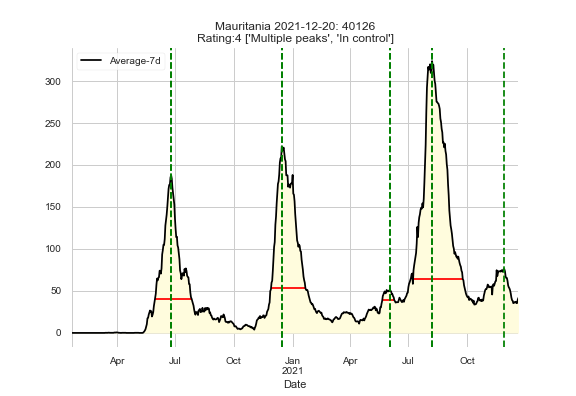 Mauritania 2021-12-20: 40126
Rating:4 ['Multiple peaks', 'In control']
Average-7d
300
250
200
150
100
50
0
Apr Jul Oct Jan Apr Jul Oct
2021
Date